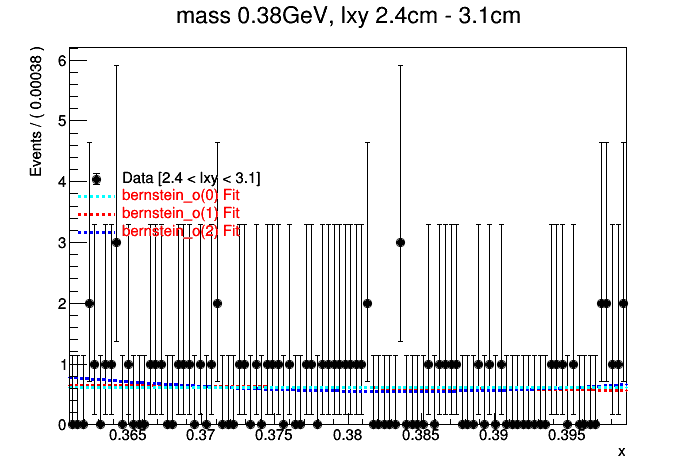 mass 0.38GeV, lxy 2.4cm - 3.1cm
Events / ( 0.00038 )
6
5
4
3
2
1
0
Data [2.4 < lxy < 3.1]
bernstein_o(0) Fit
bernstein_o(1) Fit
bernstein_o(2) Fit
0.365 0.37 0.375 0.38 0.385 0.39 0.395
x